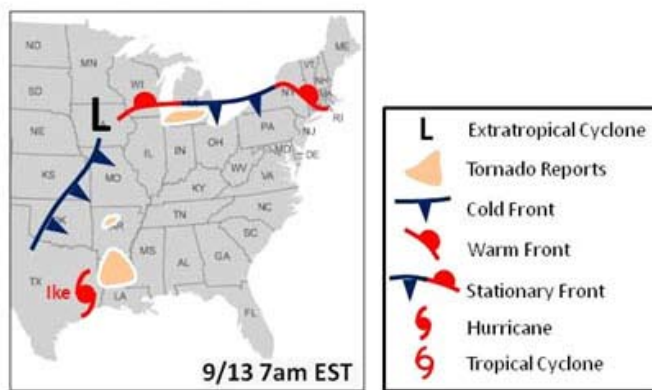 ME
ND
MN
VT
NH
WI
NY
SD
RI
L
PA
NE
NJ
IL
IN
OH
MD
DE
WV
KS
MO
VA
KY
NC
TN
OK
AR
SC
MS
AL
GA
TX
Ike
LA
FL
9/13 7am EST
L Extratropical Cyclone
Tornado Reports
Cold Front
Warm Front
Stationary Front
Hurricane
Tropical Cyclone